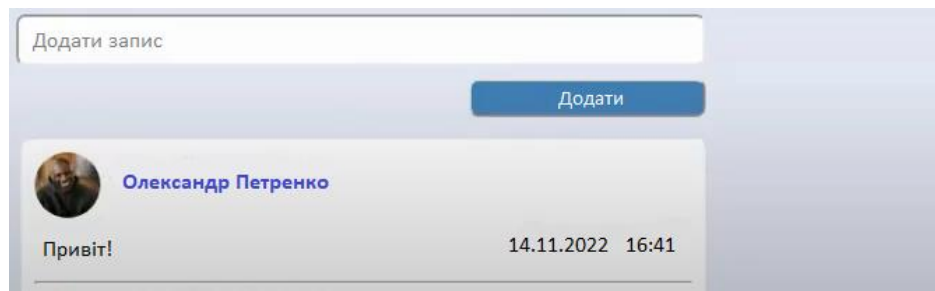 Додати запис
Додати
Олександр Петренко
Привіт!
14.11.2022 16:41